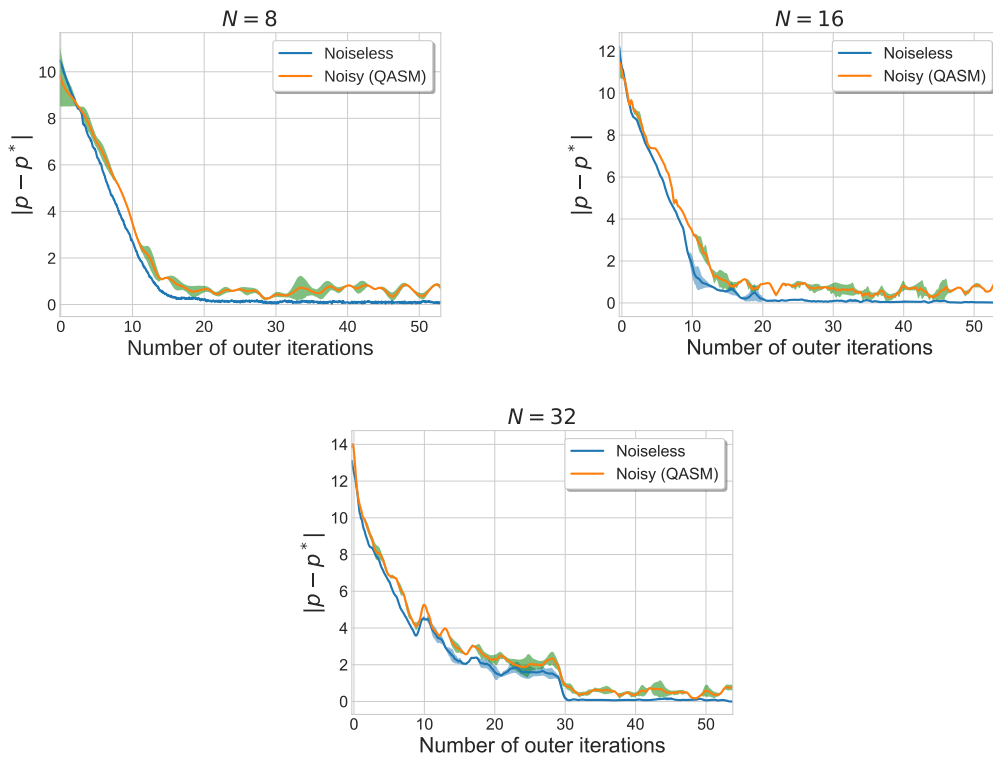 N = 8
Noiseless
Noisy (QASM)
10
8
6
4
2
0
|p − p*|
0 10 20 30 40 50
Number of outer iterations
N = 16
Noiseless
Noisy (QASM)
12
10
8
6
4
2
0
|p − p*|
0 10 20 30 40 50
Number of outer iterations
N = 32
Noiseless
Noisy (QASM)
14
12
10
8
6
4
2
0
|p − p*|
0 10 20 30 40 50
Number of outer iterations